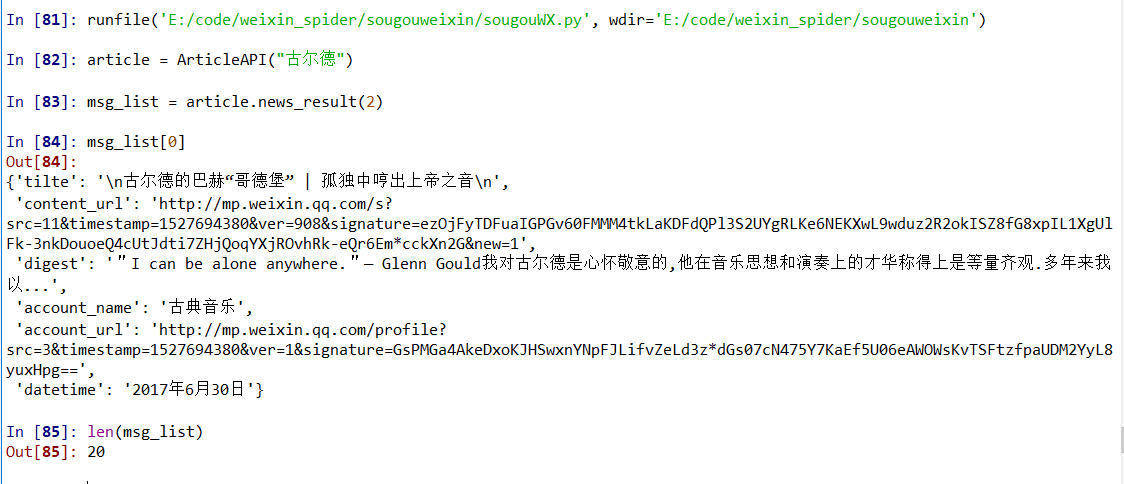 In [81]: runfile('E:/code/weixin_spider/sougouweixin/sougouWX.py', wdir='E:/code/weixin_spider/sougouweixin')
In [82]: article = ArticleAPI("古尔德")
In [83]: msg_list = article.news_result(2)
In [84]: msg_list[0]
Out[84]:
{'tilte': '\n古尔德的巴赫“哥德堡” | 孤独中哼出上帝之音\n',
'content_url': 'http://mp.weixin.qq.com/s?
src=11&timestamp=1527694380&ver=908&signature=ezOjFyTDFuaIGPGv60FMMM4tkLaKDFdQPl3S2UYgRLKe6NEKXwL9wduz2R2okISZ8fG8xpIL1XgUl
Fk-3nkDouoeQ4cUtJdti7ZHjQoqYXjROvhRk-eQr6Em*cckXn2G&new=1',
'digest': '＂I can be alone anywhere.＂— Glenn Gould我对古尔德是心怀敬意的,他在音乐思想和演奏上的才华称得上是等量齐观.多年来我
以...',
'account_name': '古典音乐',
'account_url': 'http://mp.weixin.qq.com/profile?
src=3&timestamp=1527694380&ver=1&signature=GsPMGa4AkeDxoKJHSwxnYNpFJLifvZeLd3z*dGs07cN475Y7KaEf5U06eAWOWsKvTSFtzfpaUDM2YyL8
yuxHpg==',
'datetime': '2017年6月30日'}
In [85]: len(msg_list)
Out[85]: 20